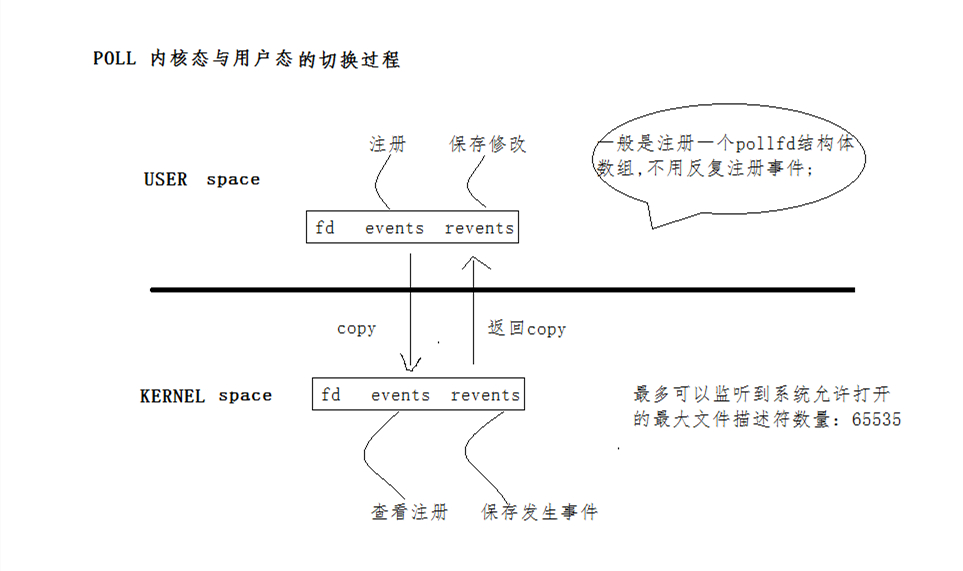 POLL 内核态与用户态的切换过程
注册 保存修改
一般是注册一个pollfd结构体
数组,不用反复注册事件;
USER space
fd events revents
copy 返回copy
KERNEL space
fd events revents
最多可以监听到系统允许打开
的最大文件描述符数量: 65535
查看注册 保存发生事件